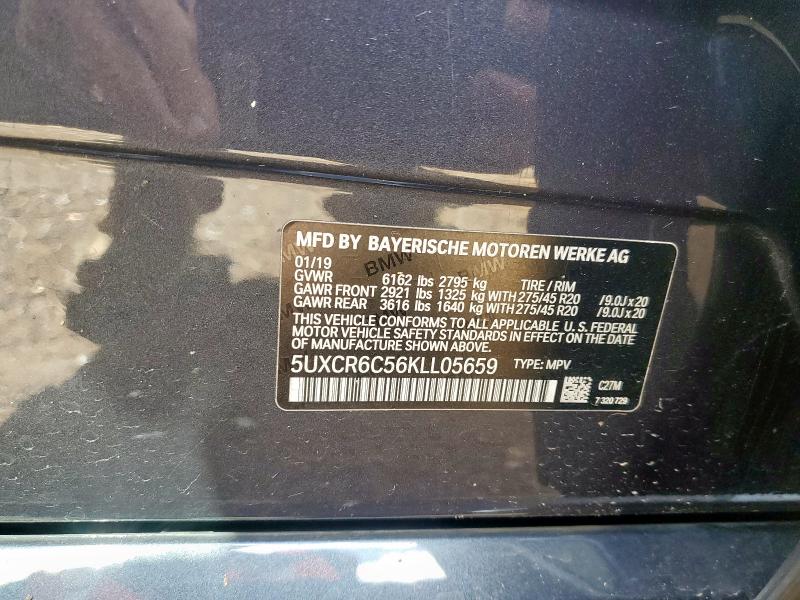 MFD BY BAYERISCHE MOTOREN WERKE AG
01/19
GVWR 6162 lbs 2795 kg TIRE / RIM
GAWR FRONT 2921 lbs 1325 kg WITH 275/45 R20 /9.0J x 20
GAWR REAR 3616 lbs 1640 kg WITH 275/45 R20 /9.0J x 20
THIS VEHICLE CONFORMS TO ALL APPLICABLE U. S. FEDERAL
MOTOR VEHICLE SAFETY STANDARDS IN EFFECT ON THE DATE
OF MANUFACTURE SHOWN ABOVE.
5UXCR6C56KLL05659 TYPE: MPV
C27M
7 320 729
BMW
BMW
BMW